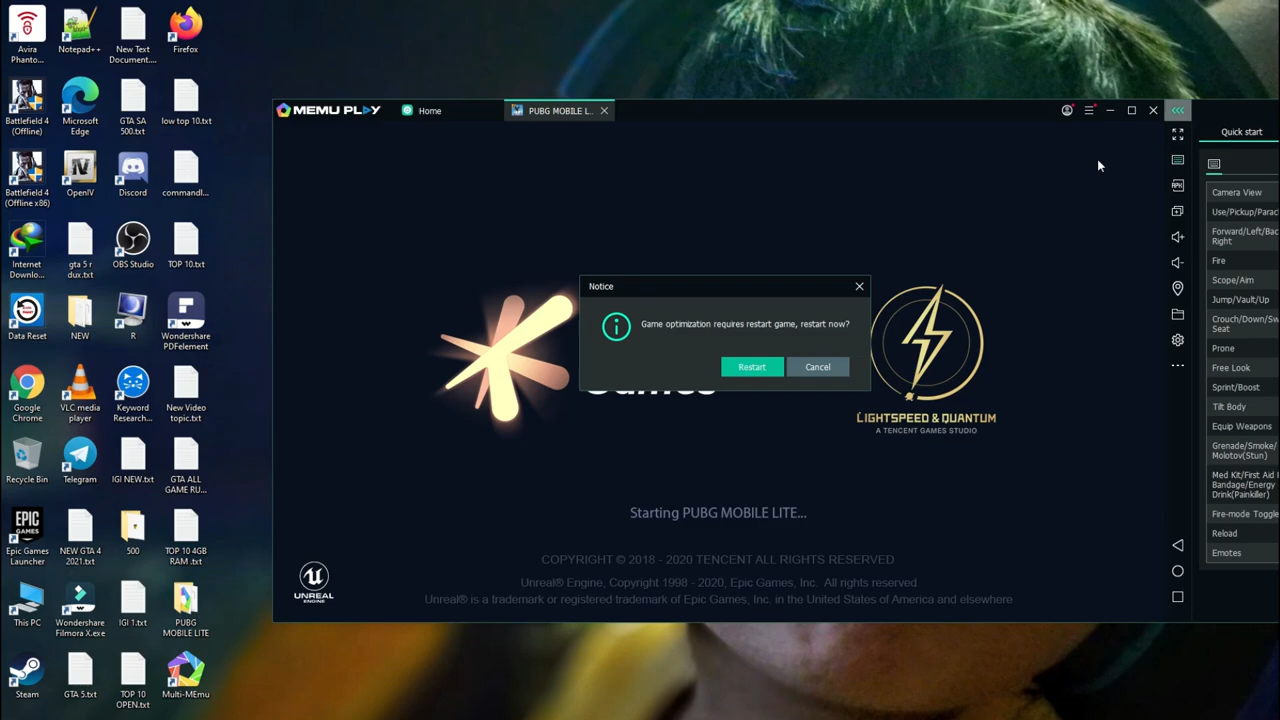 Avira
Phanto...
Notepad++
New Text
Document....
Firefox
Battlefield 4
(Offline)
Microsoft
Edge
GTA SA
500.txt
low top 10.txt
Battlefield 4
(Offline x86)
OpenIV
Discord
commandl...
Internet
Downlo...
gta 5 r
dux.txt
OBS Studio
TOP 10.txt
Data Reset
NEW
R
Wondershare
PDFelement
Google
Chrome
VLC media
player
Keyword
Research...
New Video
topic.txt
Recycle Bin
Telegram
IGI NEW.txt
GTA ALL
GAME RU...
EPIC
GAMES
Epic Games
Launcher
NEW GTA 4
2021.txt
500
TOP 10 4GB
RAM .txt
This PC
Wondershare
Filmora X.exe
IGI 1.txt
PUBG
MOBILE LITE
Steam
GTA 5.txt
TOP 10
OPEN.txt
Multi-MEmu
MEMU PLAY
Home
PUBG MOBILE L..
Notice
Game optimization requires restart game, restart now?
Restart
Cancel
LIGHTSPEED & QUANTUM
A TENCENT GAMES STUDIO
Starting PUBG MOBILE LITE...
COPYRIGHT © 2018 - 2020 TENCENT ALL RIGHTS RESERVED
Unreal® Engine, Copyright 1998 - 2020, Epic Games, Inc. All rights reserved
Unreal® is a trademark or registered trademark of Epic Games, Inc. in the United States of America and elsewhere
UNREAL
ENGINE
APK
Quick start
Camera View
Use/Pickup/Parac
Forward/Left/Bac
Right
Fire
Scope/Aim
Jump/Vault/Up
Crouch/Down/Sw
Seat
Prone
Free Look
Sprint/Boost
Tilt Body
Equip Weapons
Grenade/Smoke/
Molotov(Stun)
Med Kit/First Aid
Bandage/Energy
Drink(Painkiller)
Fire-mode Toggle
Reload
Emotes